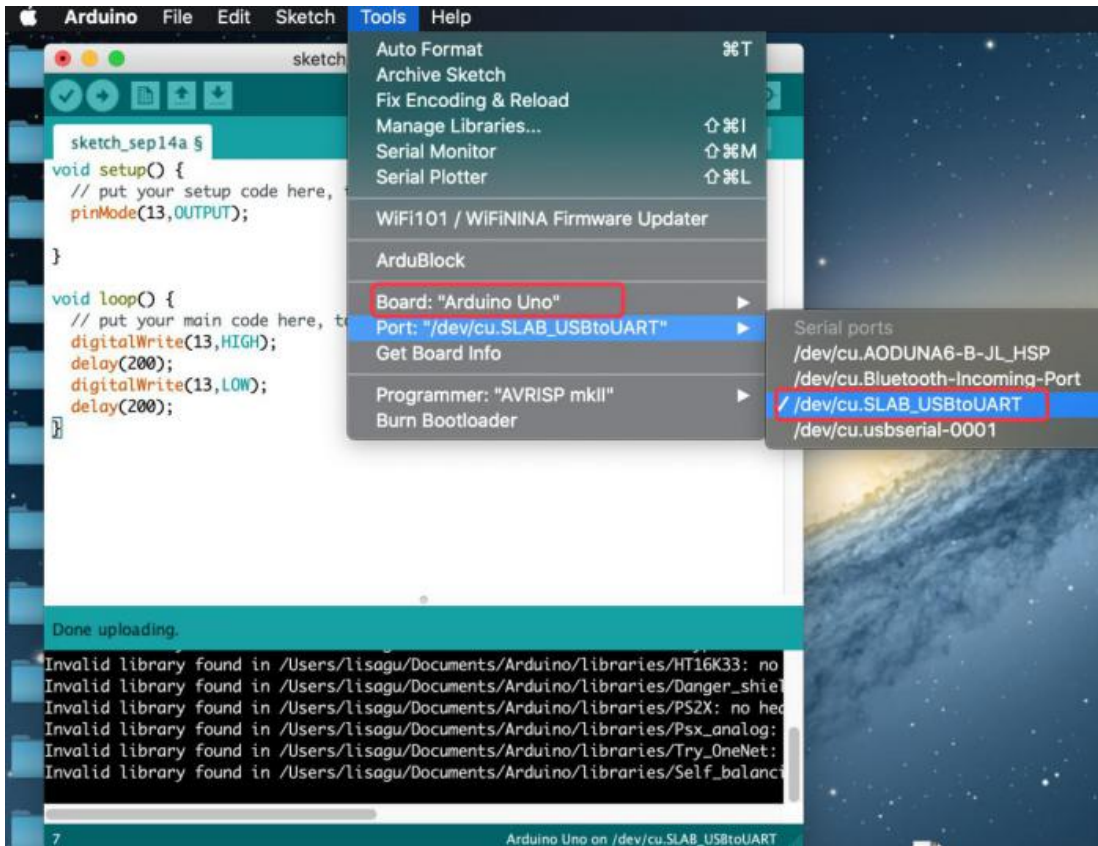 Arduino File Edit Sketch Tools Help
sketch
sketch_sep14a §
void setup() {
// put your setup code here,
pinMode(13,OUTPUT);
}
void loop() {
// put your main code here,
digitalWrite(13,HIGH);
delay(200);
digitalWrite(13,LOW);
delay(200);
}
Auto Format ⌘T
Archive Sketch
Fix Encoding & Reload
Manage Libraries... ⇧⌘I
Serial Monitor ⇧⌘M
Serial Plotter ⇧⌘L
WiFi101 / WiFiNINA Firmware Updater
ArduBlock
Board: "Arduino Uno"
Port: "/dev/cu.SLAB_USBtoUART"
Get Board Info
Programmer: "AVRISP mkII"
Burn Bootloader
Serial ports
/dev/cu.AODUNA6-B-JL_HSP
/dev/cu.Bluetooth-Incoming-Port
✓ /dev/cu.SLAB_USBtoUART
/dev/cu.usbserial-0001
Done uploading.
Invalid library found in /Users/lisagu/Documents/Arduino/libraries/HT16K33: no
Invalid library found in /Users/lisagu/Documents/Arduino/libraries/Danger_shiel
Invalid library found in /Users/lisagu/Documents/Arduino/libraries/PS2X: no hea
Invalid library found in /Users/lisagu/Documents/Arduino/libraries/Psx_analog:
Invalid library found in /Users/lisagu/Documents/Arduino/libraries/Try_OneNet:
Invalid library found in /Users/lisagu/Documents/Arduino/libraries/Self_balanci
7 Arduino Uno on /dev/cu.SLAB_USBtoUART